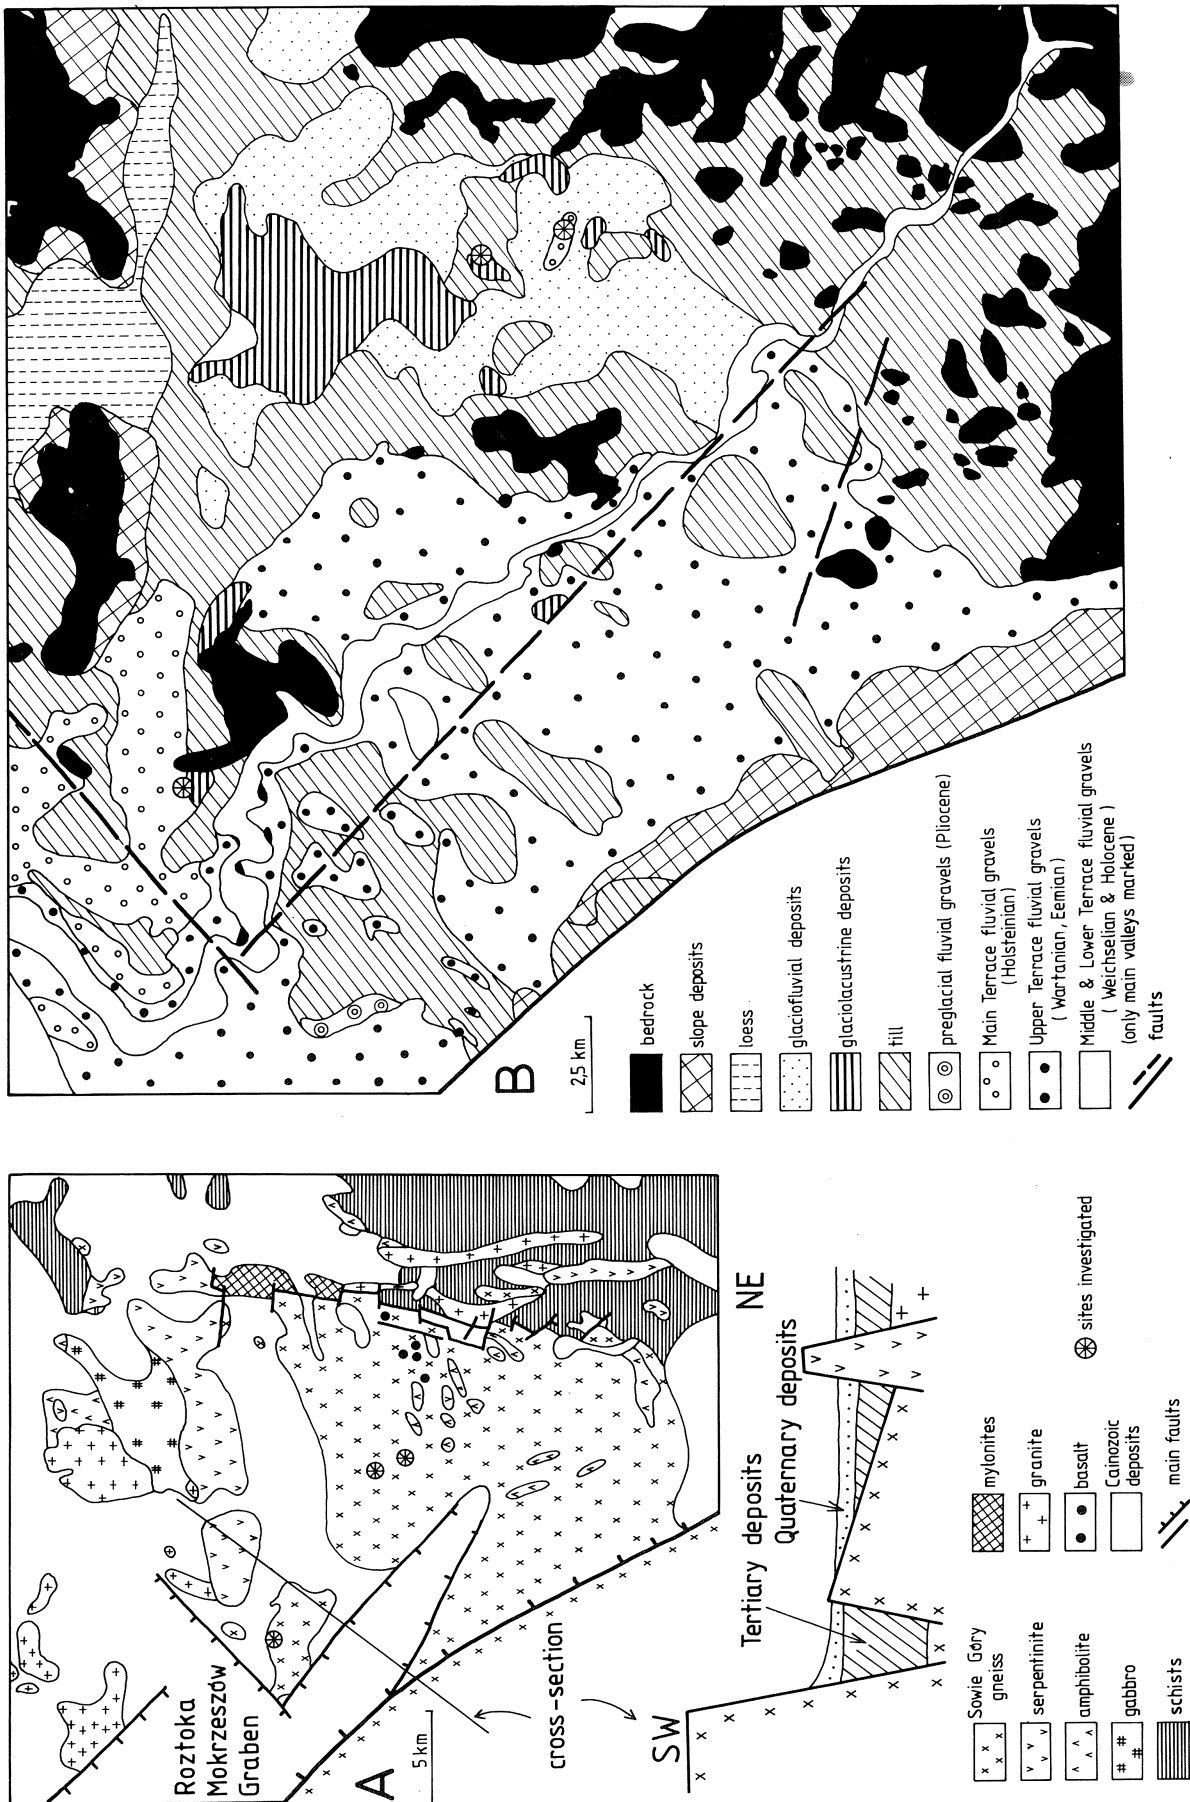 Roztoka
Mokrzeszów
Graben
A
5 km
cross-section
SW
NE
Tertiary deposits
Quaternary deposits
Sowie Góry
gneiss
serpentinite
amphibolite
gabbro
schists
mylonites
granite
basalt
Cainozoic
deposits
main faults
sites investigated
B
2,5 km
bedrock
slope deposits
loess
glaciofluvial deposits
glaciolacustrine deposits
till
preglacial fluvial gravels (Pliocene)
Main Terrace fluvial gravels
(Holsteinian)
Upper Terrace fluvial gravels
( Wartanian, Eemian)
Middle & Lower Terrace fluvial gravels
( Weichselian & Holocene )
(only main valleys marked)
faults